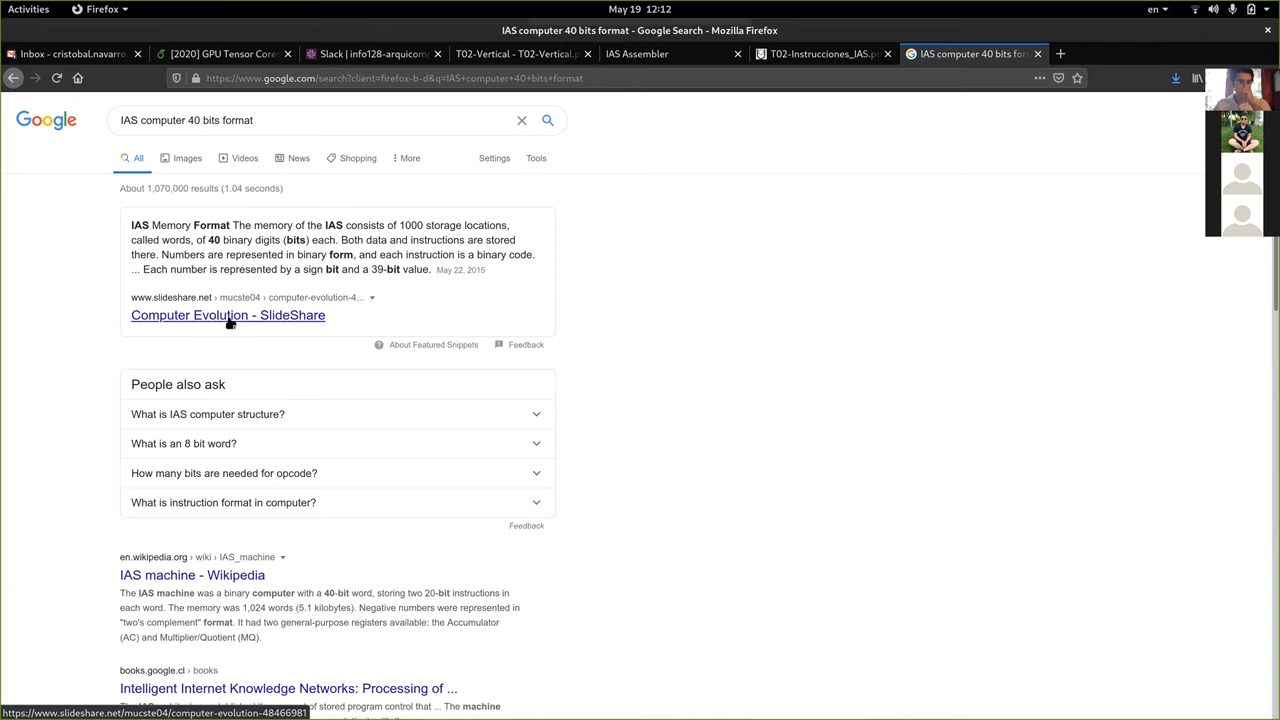 Activities
Firefox
May 19 12:12
en
IAS computer 40 bits format - Google Search - Mozilla Firefox
Inbox - cristobal.navarro
[2020] GPU Tensor Cores
Slack | info128-arquicomp
T02-Vertical - T02-Vertical.p
IAS Assembler
T02-Instrucciones_IAS.p
IAS computer 40 bits form
https://www.google.com/search?client=firefox-b-d&q=IAS+computer+40+bits+format
Google
IAS computer 40 bits format
All
Images
Videos
News
Shopping
More
Settings
Tools
About 1,070,000 results (1.04 seconds)
IAS Memory Format The memory of the IAS consists of 1000 storage locations,
called words, of 40 binary digits (bits) each. Both data and instructions are stored
there. Numbers are represented in binary form, and each instruction is a binary code.
... Each number is represented by a sign bit and a 39-bit value. May 22, 2015
www.slideshare.net › mucste04 › computer-evolution-4...
Computer Evolution - SlideShare
About Featured Snippets
Feedback
People also ask
What is IAS computer structure?
What is an 8 bit word?
How many bits are needed for opcode?
What is instruction format in computer?
Feedback
en.wikipedia.org › wiki › IAS_machine
IAS machine - Wikipedia
The IAS machine was a binary computer with a 40-bit word, storing two 20-bit instructions in
each word. The memory was 1,024 words (5.1 kilobytes). Negative numbers were represented in
"two's complement" format. It had two general-purpose registers available: the Accumulator
(AC) and Multiplier/Quotient (MQ).
books.google.cl › books
Intelligent Internet Knowledge Networks: Processing of ...
of stored program control that ... The machine
https://www.slideshare.net/mucste04/computer-evolution-48466981